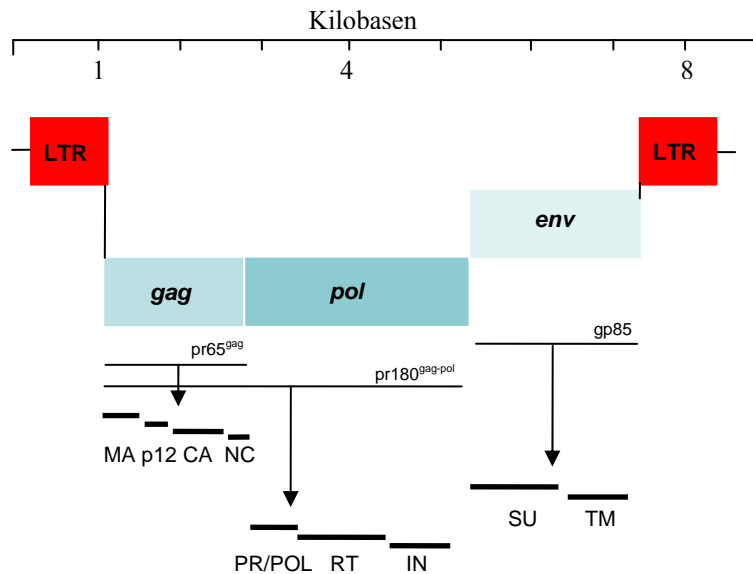 Kilobasen
1 4 8
LTR LTR
env
gag pol
gp85
pr65gag
pr180gag-pol
MA p12 CA NC
SU TM
PR/POL RT IN